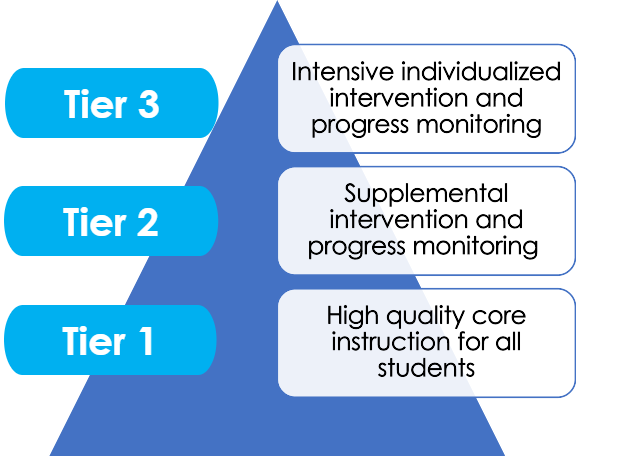 Tier 3
Intensive individualized
intervention and
progress monitoring
Tier 2
Supplemental
intervention and
progress monitoring
Tier 1
High quality core
instruction for all
students